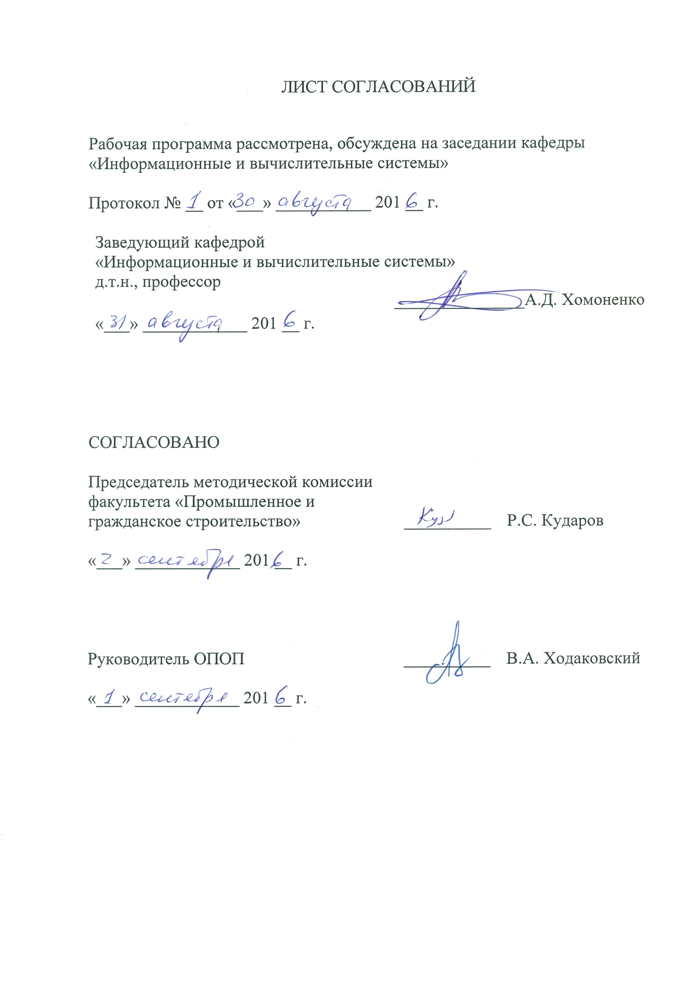 ЛИСТ СОГЛАСОВАНИЙ
Рабочая программа рассмотрена, обсуждена на заседании кафедры
«Информационные и вычислительные системы»
Протокол № 1 от «30» августа 2016 г.
Заведующий кафедрой
«Информационные и вычислительные системы»
д.т.н., профессор
А.Д. Хомоненко
«31» августа 2016 г.
СОГЛАСОВАНО
Председатель методической комиссии
факультета «Промышленное и
гражданское строительство» Р.С. Кударов
«2» сентября 2016 г.
Руководитель ОПОП В.А. Ходаковский
«1» сентября 2016 г.